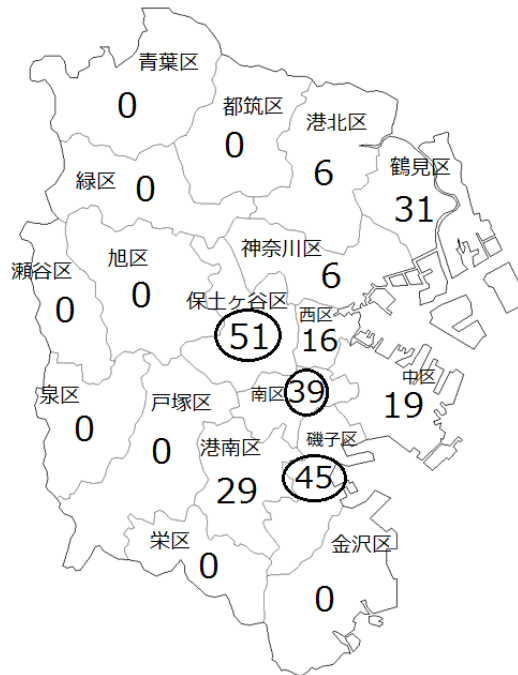 青葉区
0
都筑区
0
港北区
6
鶴見区
31
緑区
0
神奈川区
6
旭区
0
瀬谷区
0
保土ヶ谷区
51
西区
16
中区
19
南区
39
泉区
0
戸塚区
0
港南区
29
磯子区
45
栄区
0
金沢区
0